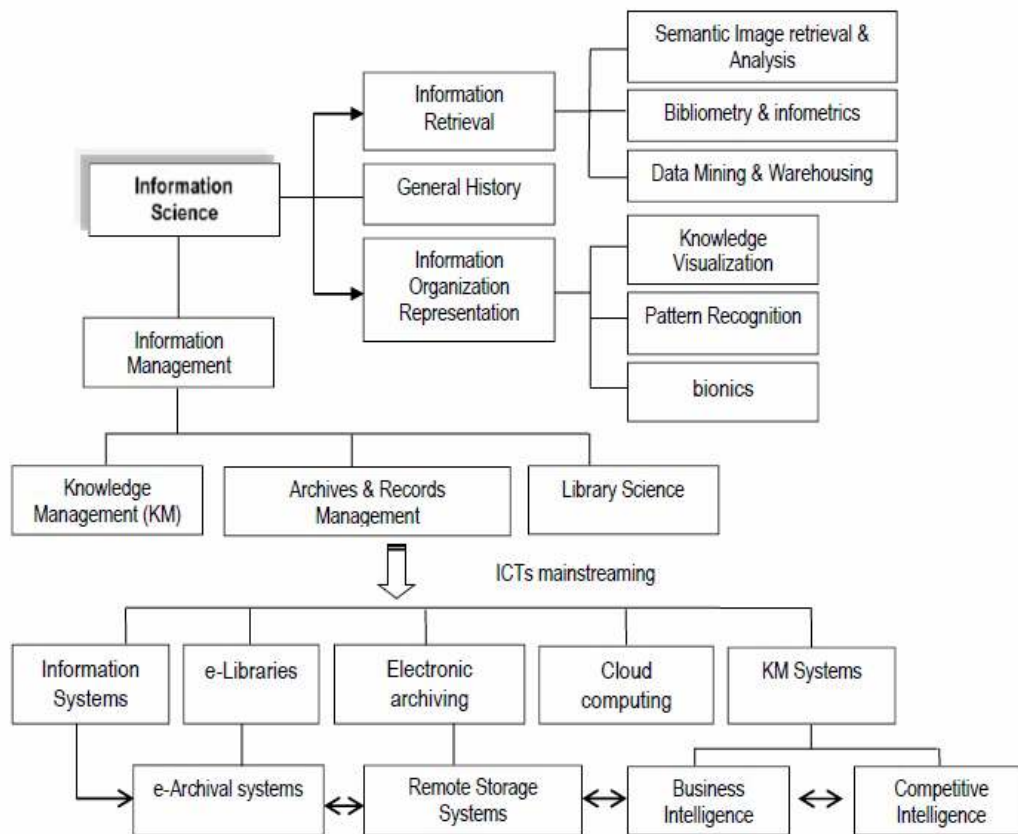 Semantic Image retrieval &
Analysis
Information
Retrieval
Bibliometry & infometrics
Data Mining & Warehousing
Information
Science
General History
Information
Organization
Representation
Knowledge
Visualization
Pattern Recognition
bionics
Information
Management
Knowledge
Management (KM)
Archives & Records
Management
Library Science
ICTs mainstreaming
Information
Systems
e-Libraries
Electronic
archiving
Cloud
computing
KM Systems
e-Archival systems
Remote Storage
Systems
Business
Intelligence
Competitive
Intelligence